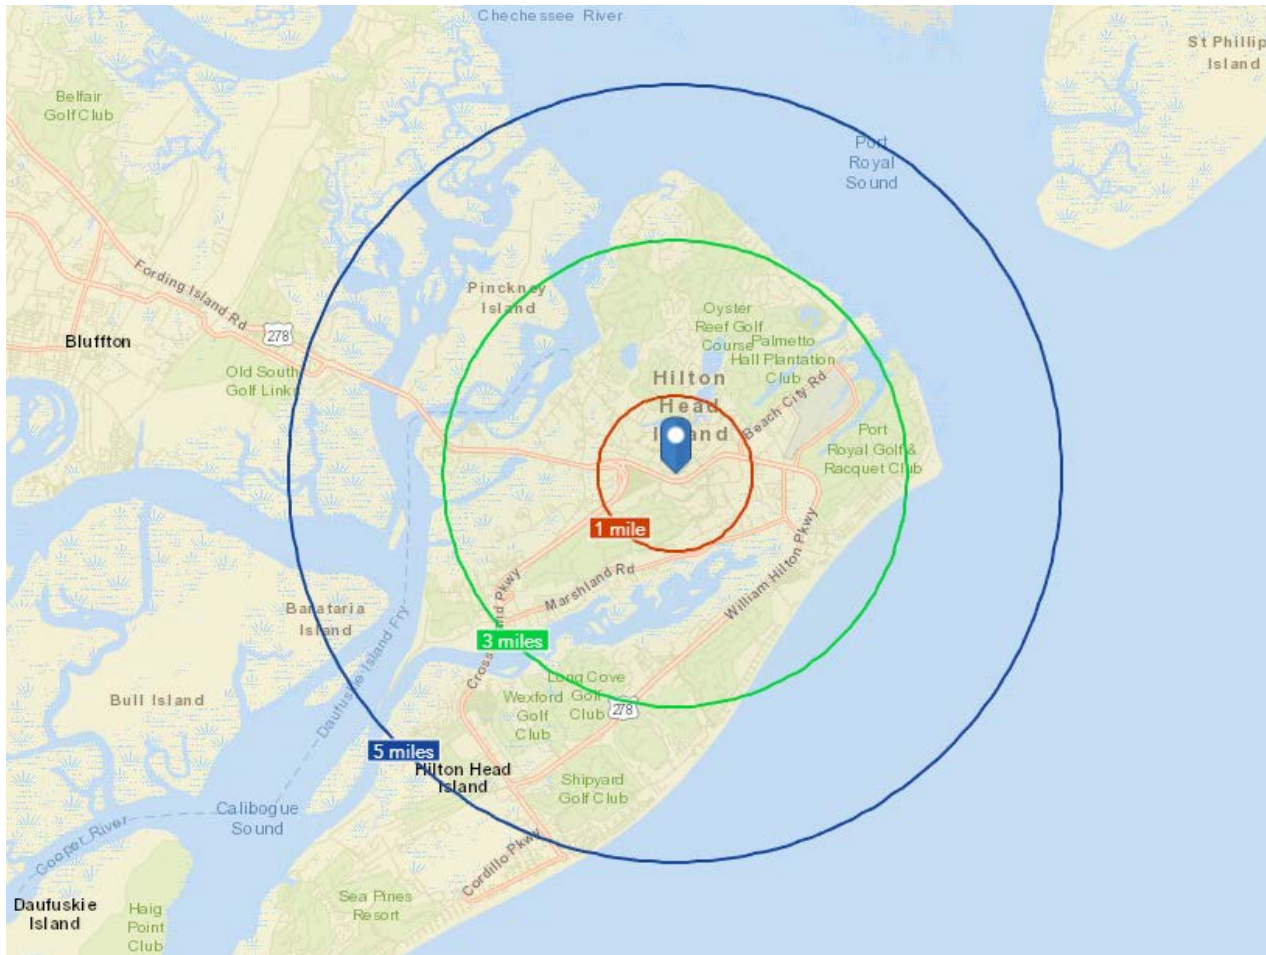 Chechessee River
St Phillip
Island
Belfair
Golf Club
Port
Royal
Sound
Fording Island Rd
Pinckney
Island
278
Bluffton
Oyster
Reef Golf
Course
Palmetto
Hall Plantation
Club
Old South
Golf Links
Hilton
Head
Island
Beach City Rd
Port
Royal Golf &
Racquet Club
1 mile
Marshland Rd
William Hilton Pkwy
Barataria
Island
3 miles
Daufuskie Island Fry
Long Cove
Golf
Club
Wexford
Golf
Club
278
Bull Island
5 miles
Hilton Head
Island
Shipyard
Golf Club
Calibogue
Sound
Cooper River
Cordillo Pkwy
Sea Pines
Resort
Daufuskie
Island
Haig
Point
Club